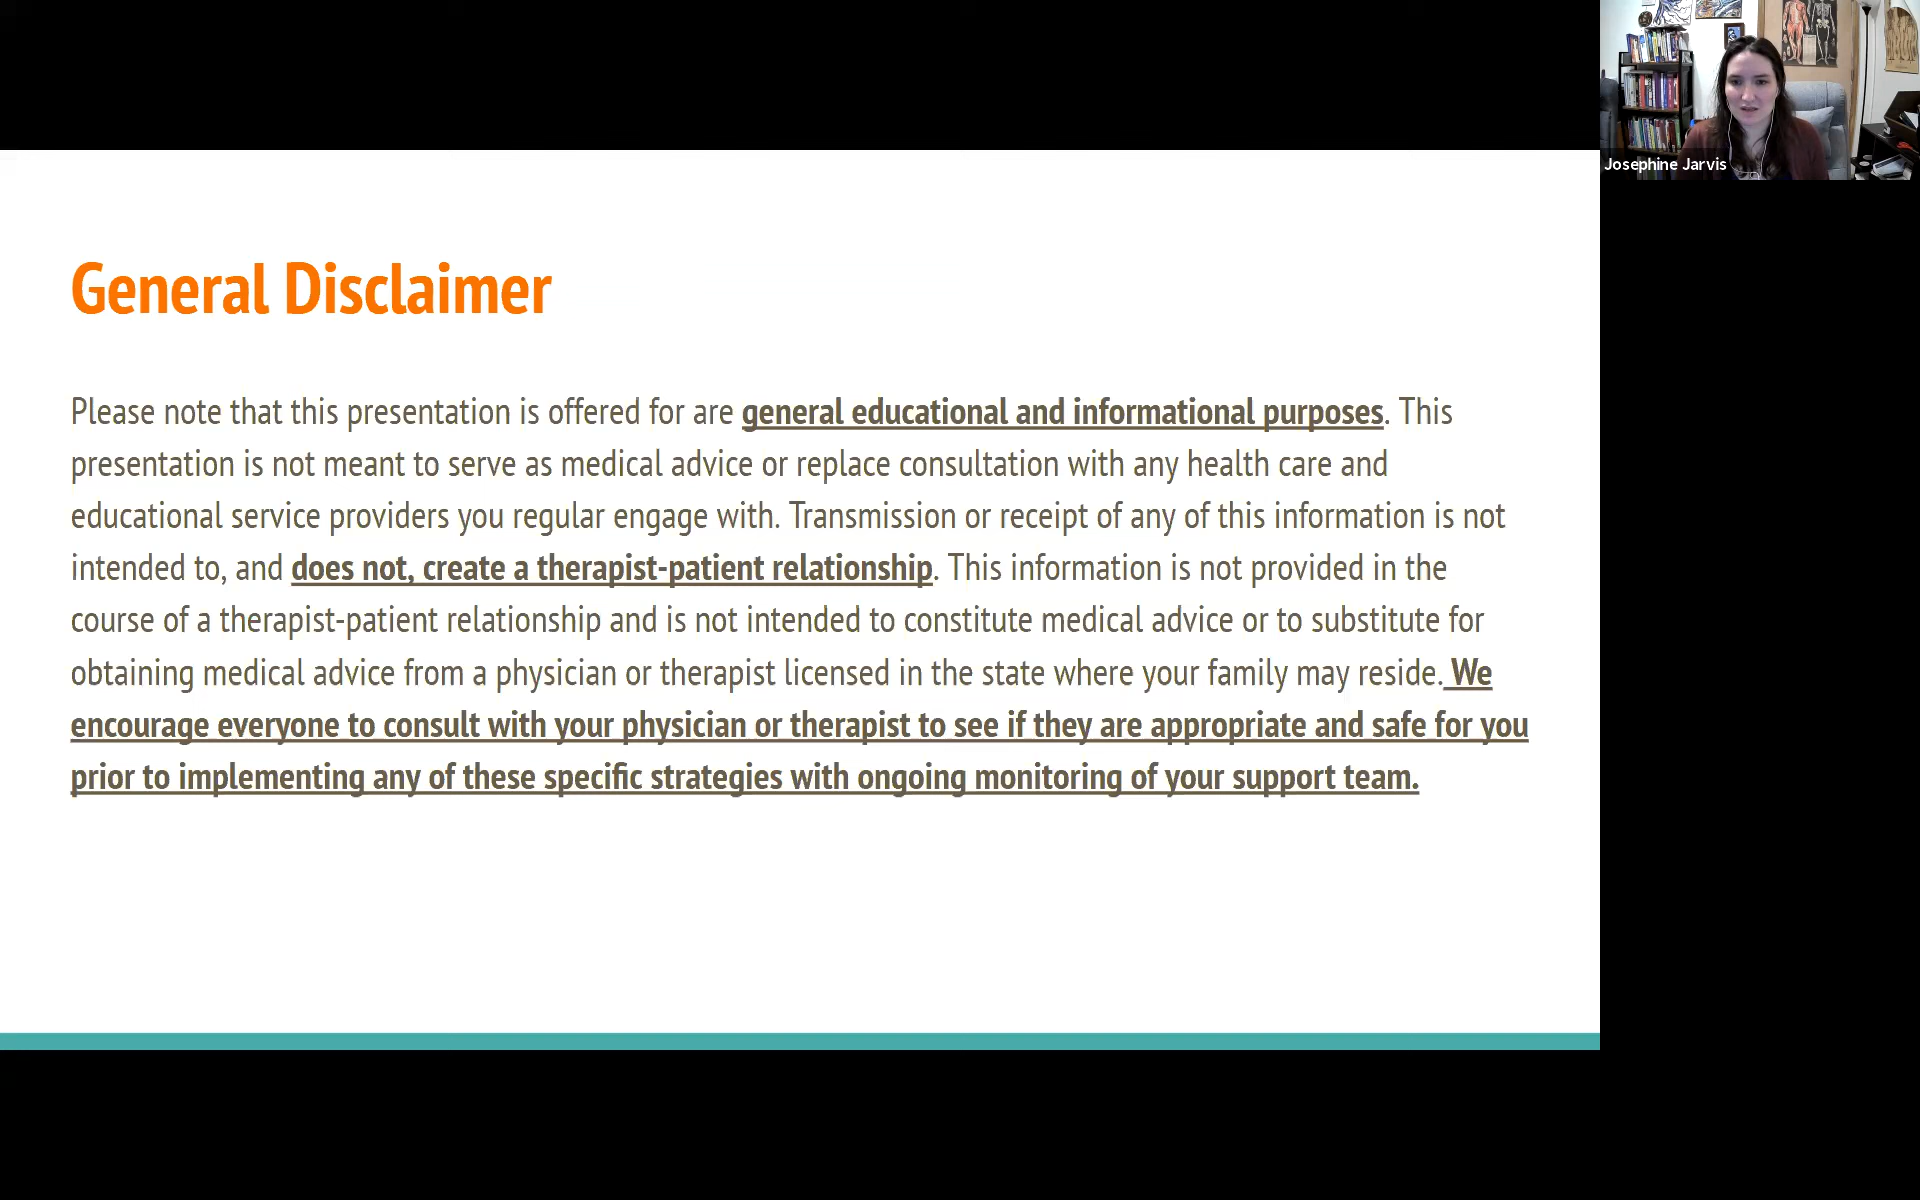 General Disclaimer
Please note that this presentation is offered for are general educational and informational purposes. This
presentation is not meant to serve as medical advice or replace consultation with any health care and
educational service providers you regular engage with. Transmission or receipt of any of this information is not
intended to, and does not, create a therapist-patient relationship. This information is not provided in the
course of a therapist-patient relationship and is not intended to constitute medical advice or to substitute for
obtaining medical advice from a physician or therapist licensed in the state where your family may reside. We
encourage everyone to consult with your physician or therapist to see if they are appropriate and safe for you
prior to implementing any of these specific strategies with ongoing monitoring of your support team.
Josephine Jarvis